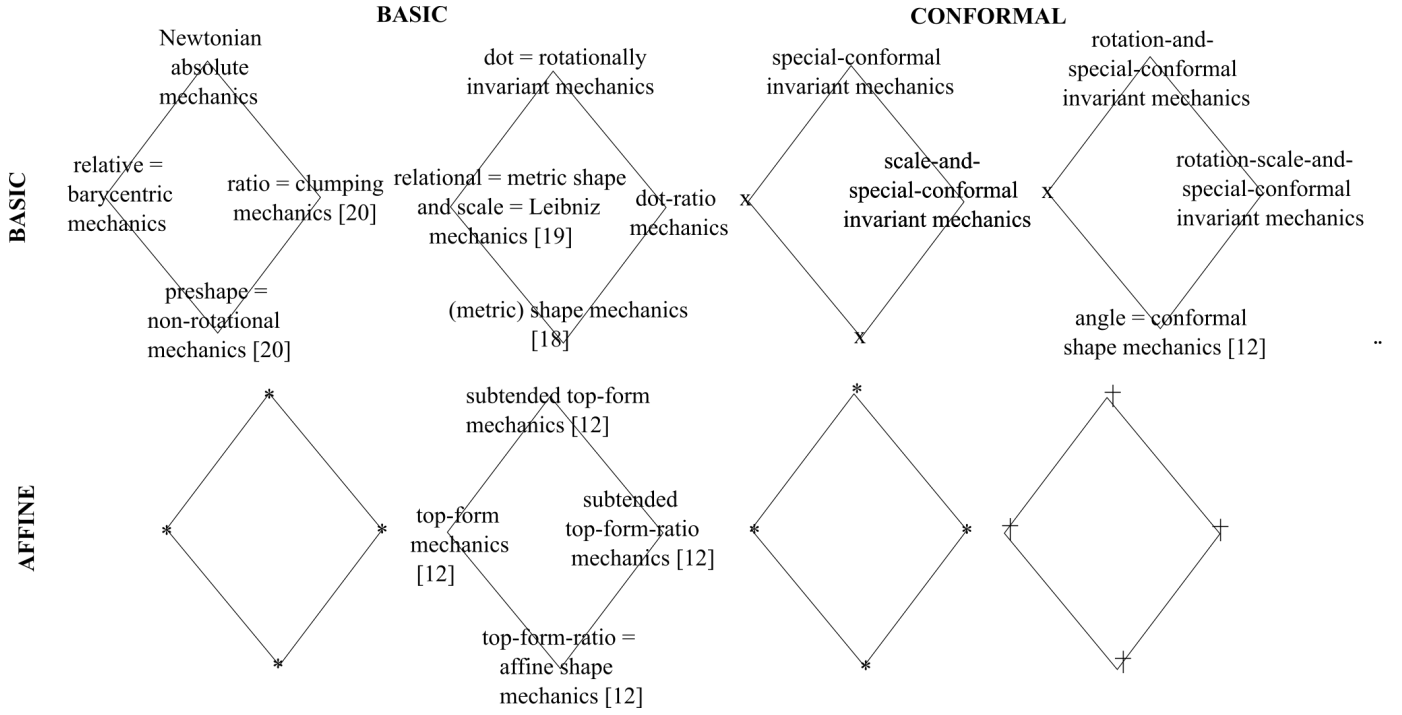 BASIC
CONFORMAL
BASIC
Newtonian
absolute
mechanics
relative =
barycentric
mechanics
ratio = clumping
mechanics [20]
preshape =
non-rotational
mechanics [20]
dot = rotationally
invariant mechanics
relational = metric shape
and scale = Leibniz
mechanics [19]
dot-ratio
mechanics
(metric) shape mechanics
[18]
special-conformal
invariant mechanics
x
scale-and-
special-conformal
invariant mechanics
x
rotation-and-
special-conformal
invariant mechanics
x
rotation-scale-and-
special-conformal
invariant mechanics
angle = conformal
shape mechanics [12]
..
AFFINE
*
*
*
*
subtended top-form
mechanics [12]
top-form
mechanics
[12]
subtended
top-form-ratio
mechanics [12]
top-form-ratio =
affine shape
mechanics [12]
*
*
*
*
+
+
+
+